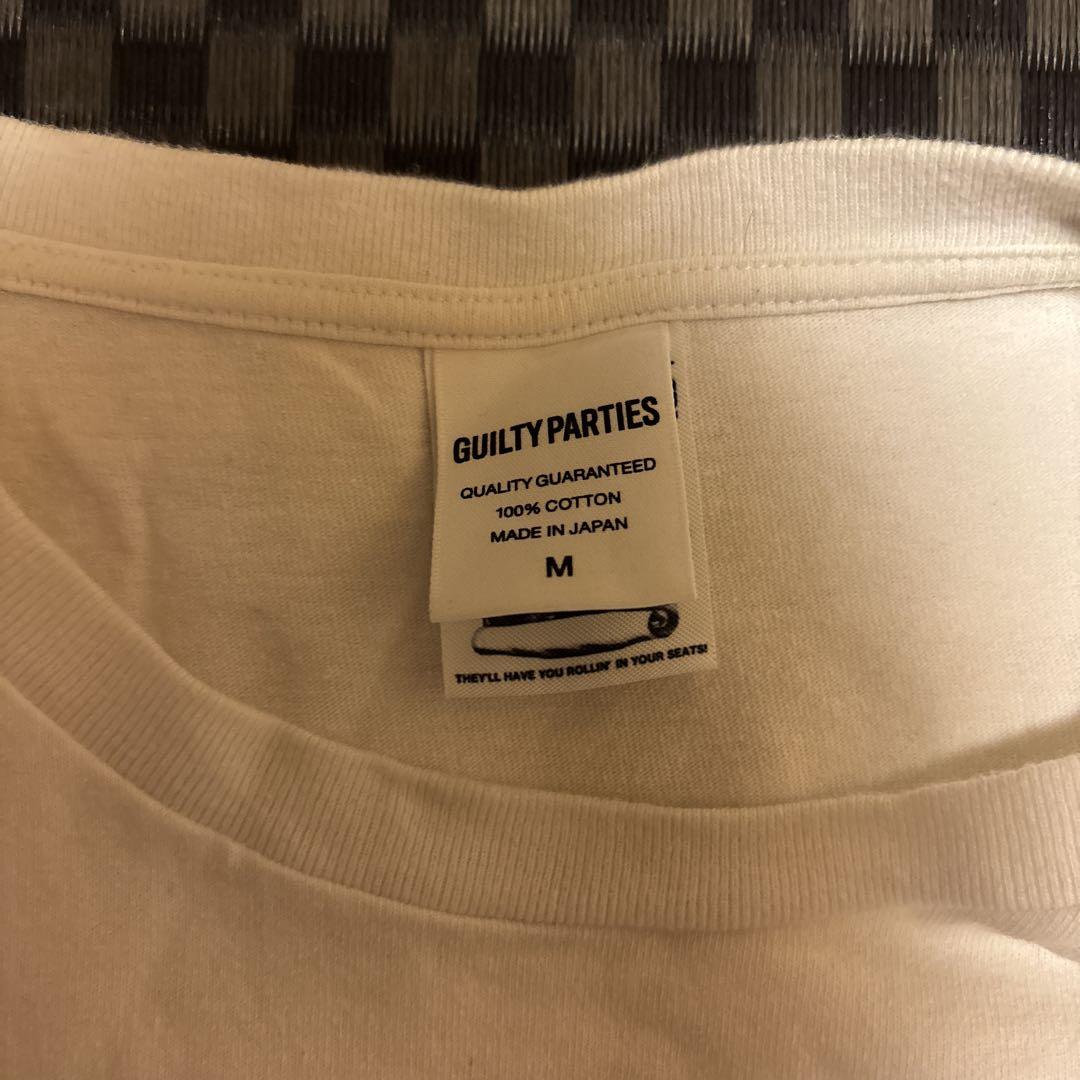 GUILTY PARTIES
QUALITY GUARANTEED
100% COTTON
MADE IN JAPAN
M
THEY'LL HAVE YOU ROLLIN' IN YOUR SEATS!